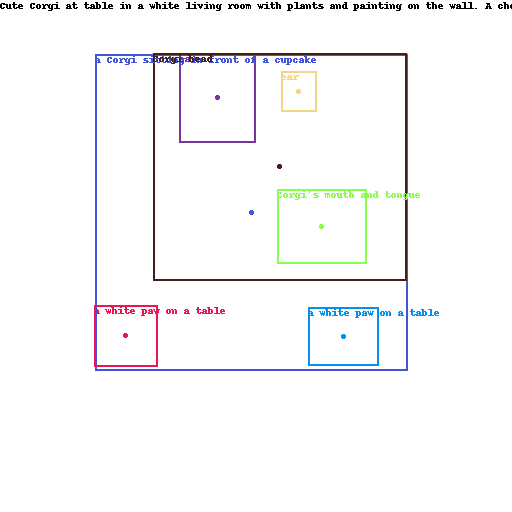 Cute Corgi at table in a white living room with plants and painting on the wall. A
a Corgi sitting in front of a cupcake
Corgi head
ear
Corgi's mouth and tongue
a white paw on a table
a white paw on a table